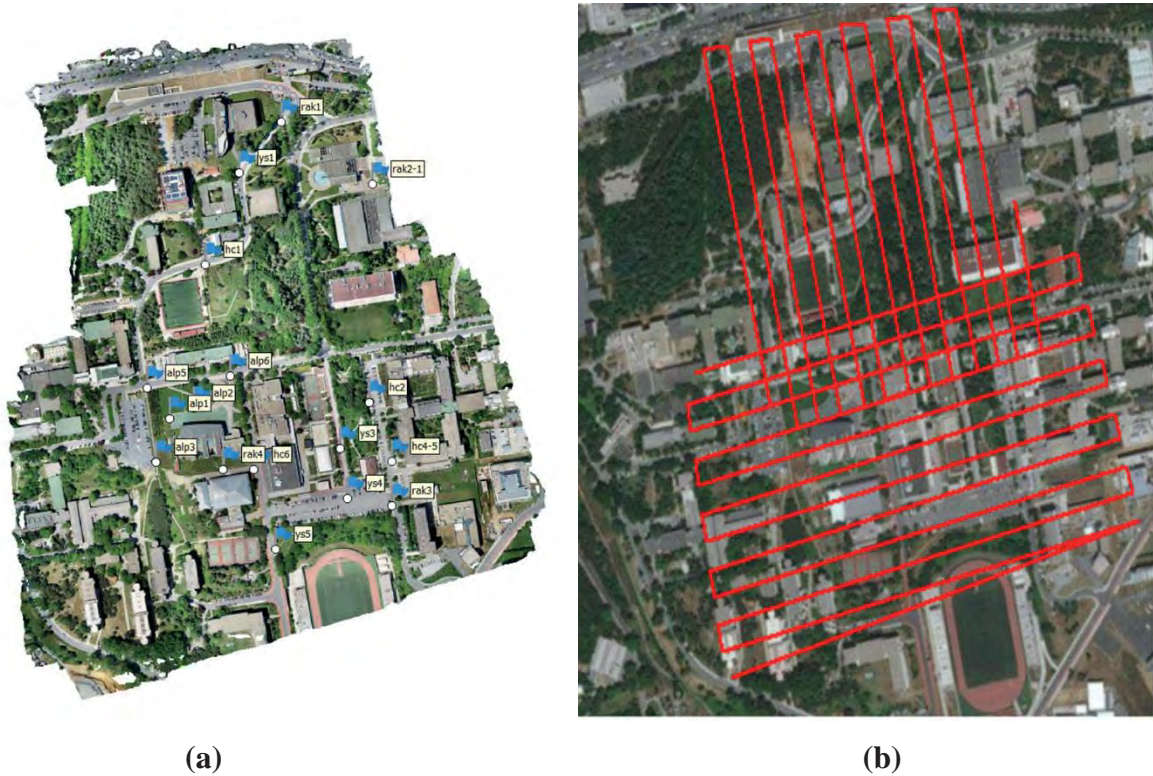 rak1
ys1
rak2-1
hc1
alp6
alp5
alp2
hc2
alp1
ys3
alp3
hc4-5
rak4
hc6
ys4
rak3
ys5
(a)
(b)